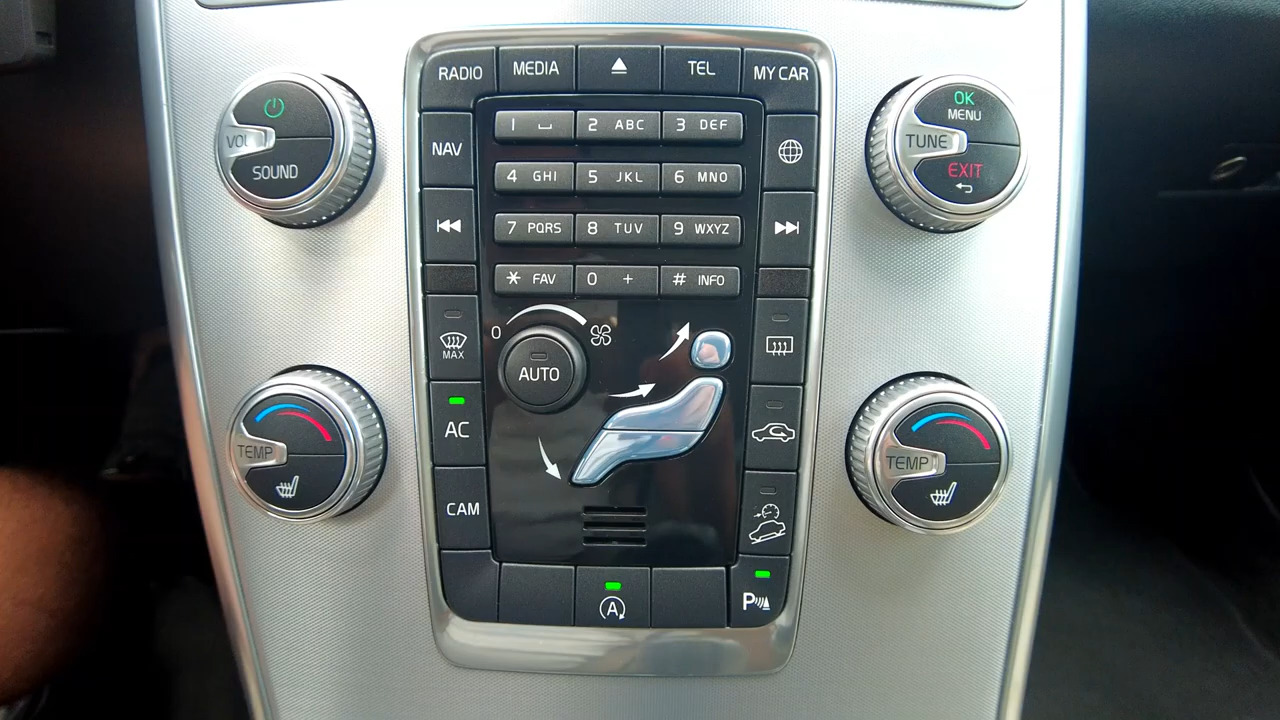 RADIO
MEDIA
TEL
MY CAR
VOL
SOUND
OK
MENU
TUNE
EXIT
NAV
1
2 ABC
3 DEF
4 GHI
5 JKL
6 MNO
7 PQRS
8 TUV
9 WXYZ
* FAV
0 +
# INFO
MAX
0
AUTO
AC
TEMP
TEMP
CAM
A
P